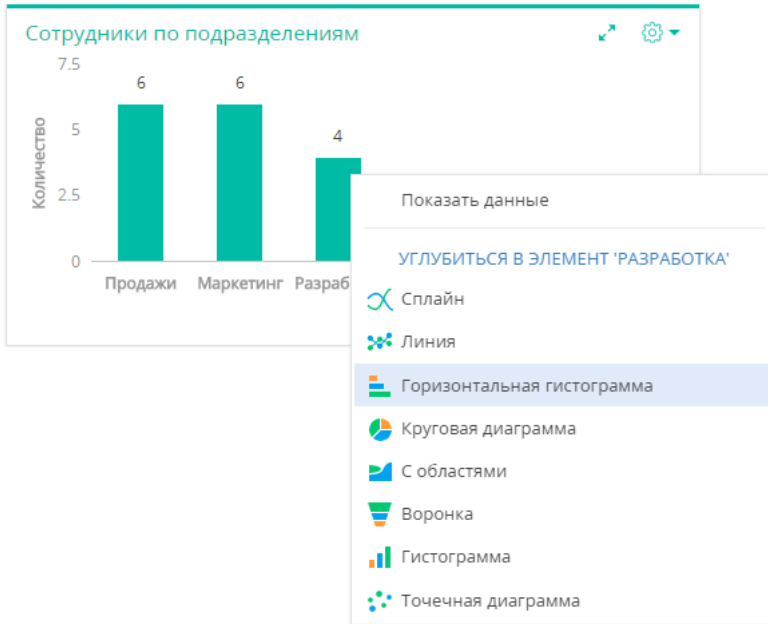 Сотрудники по подразделениям
7.5
6
6
5
4
Количество
2.5
0
Продажи Маркетинг Разраб
Показать данные
УГЛУБИТЬСЯ В ЭЛЕМЕНТ 'РАЗРАБОТКА'
Сплайн
Линия
Горизонтальная гистограмма
Круговая диаграмма
С областями
Воронка
Гистограмма
Точечная диаграмма